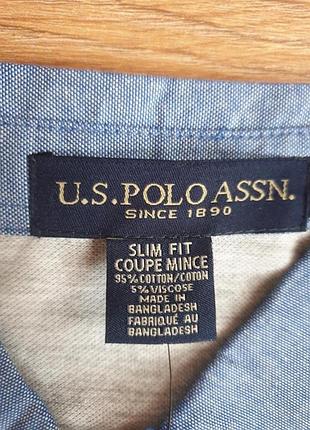 U.S. POLO ASSN.
SINCE 1890
SLIM FIT
COUPE MINCE
95% COTTON/COTON
5% VISCOSE
MADE IN
BANGLADESH
FABRIQUÉ AU
BANGLADESH